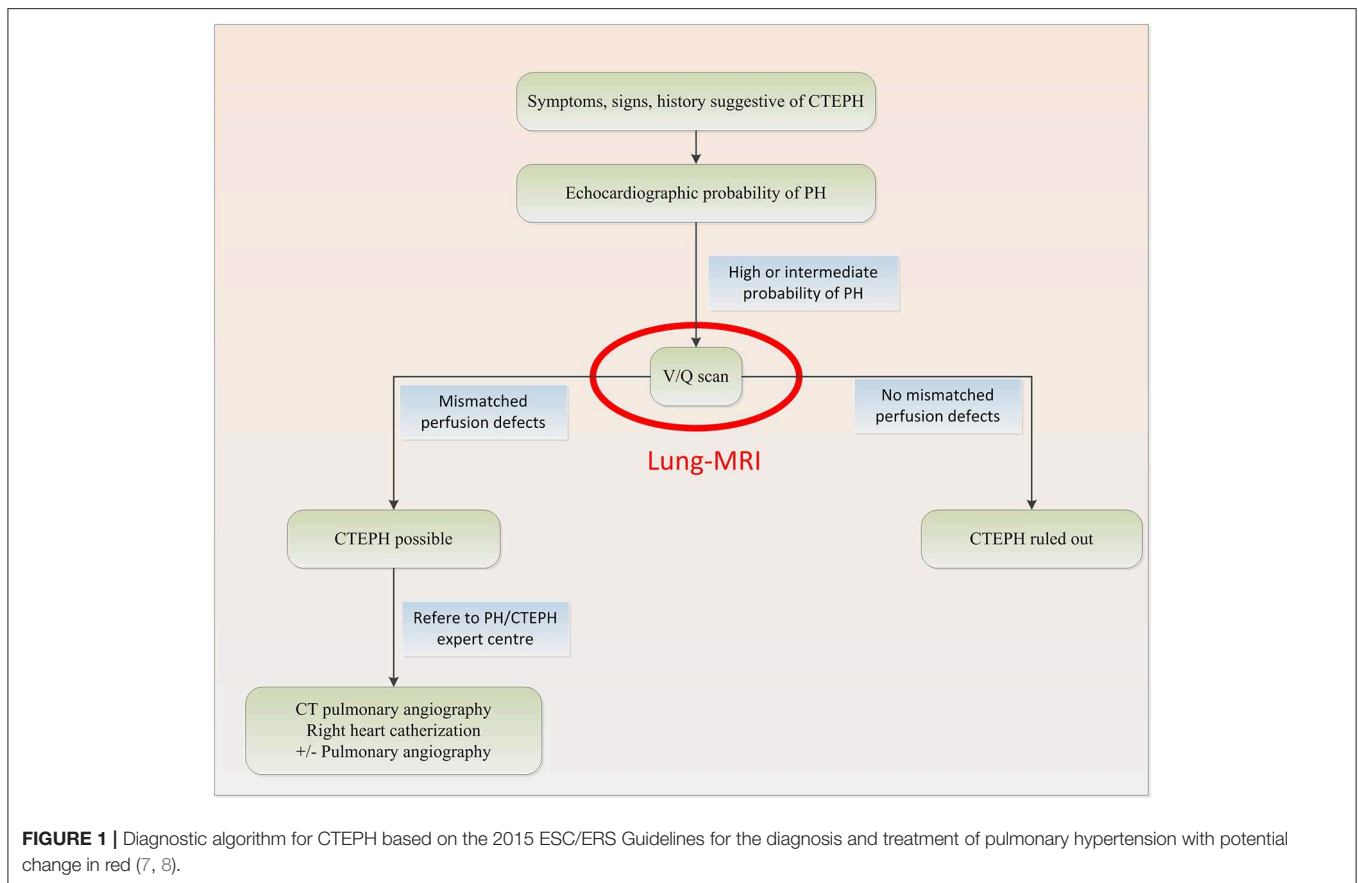 Symptoms, signs, history suggestive of CTEPH
Echocardiographic probability of PH
High or intermediate
probability of PH
V/Q scan
Mismatched
perfusion defects
No mismatched
perfusion defects
Lung-MRI
CTEPH possible
CTEPH ruled out
Refere to PH/CTEPH
expert centre
CT pulmonary angiography
Right heart catherization
+/- Pulmonary angiography
FIGURE 1 | Diagnostic algorithm for CTEPH based on the 2015 ESC/ERS Guidelines for the diagnosis and treatment of pulmonary hypertension with potential
change in red (7, 8).